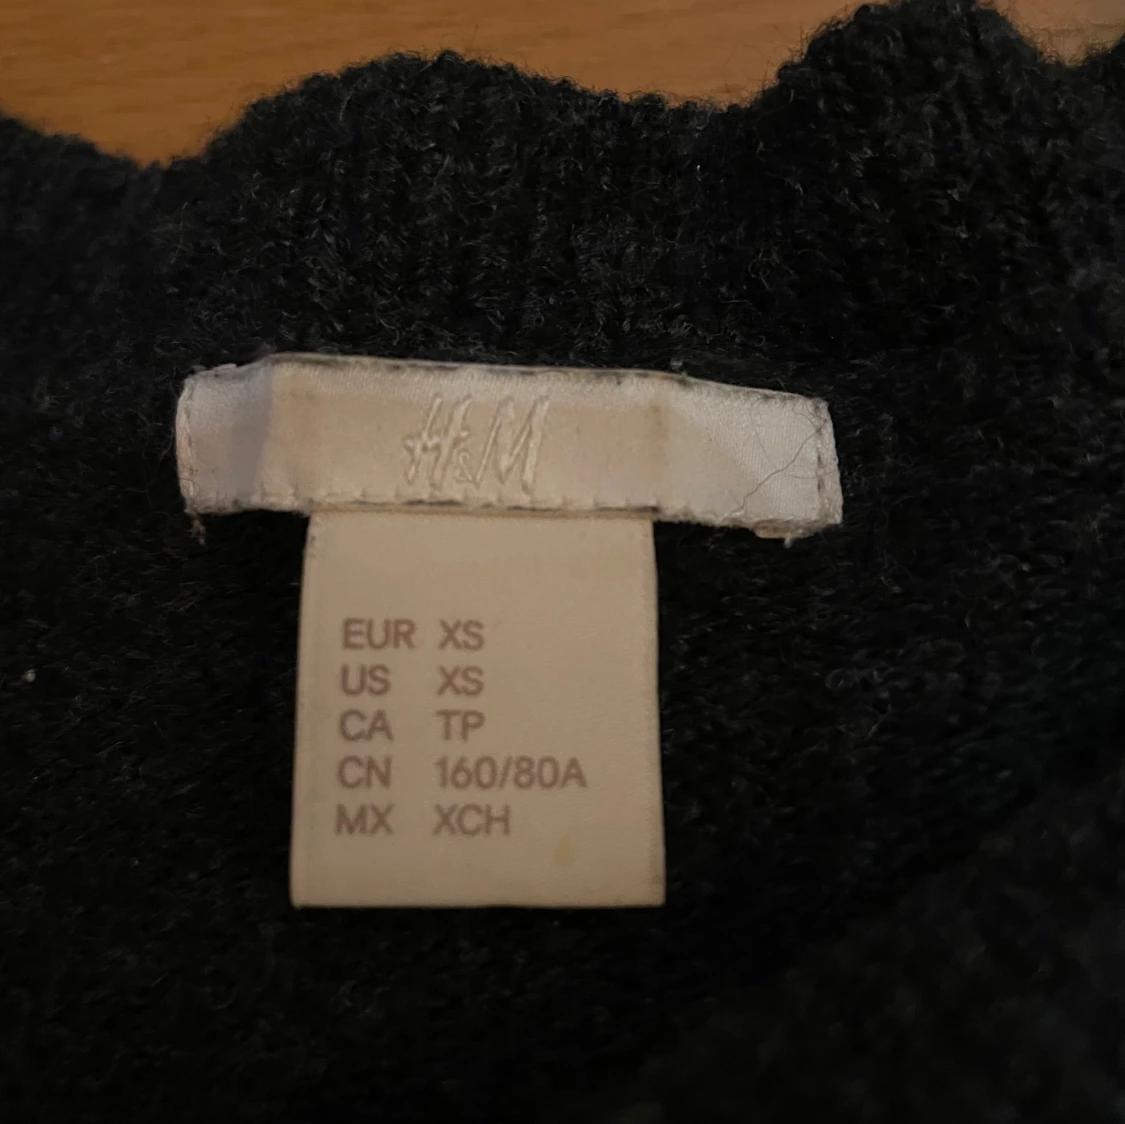 H&M
EUR XS
US XS
CA TP
CN 160/80A
MX XCH